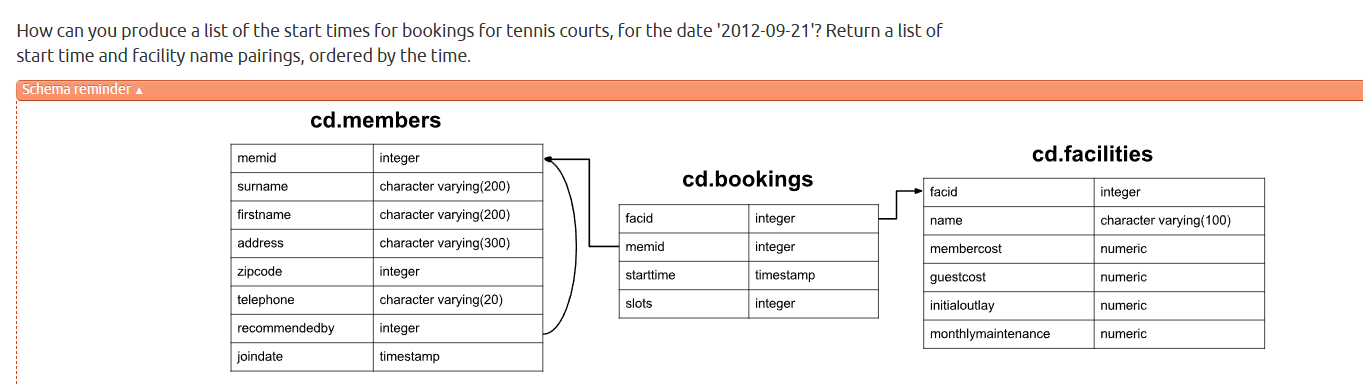 How can you produce a list of the start times for bookings for tennis courts, for the date '2012-09-21'? Return a list of
start time and facility name pairings, ordered by the time.
Schema reminder ▲
cd.members
memid integer
surname character varying(200)
firstname character varying(200)
address character varying(300)
zipcode integer
telephone character varying(20)
recommendedby integer
joindate timestamp
cd.bookings
facid integer
memid integer
starttime timestamp
slots integer
cd.facilities
facid integer
name character varying(100)
membercost numeric
guestcost numeric
initialoutlay numeric
monthlymaintenance numeric